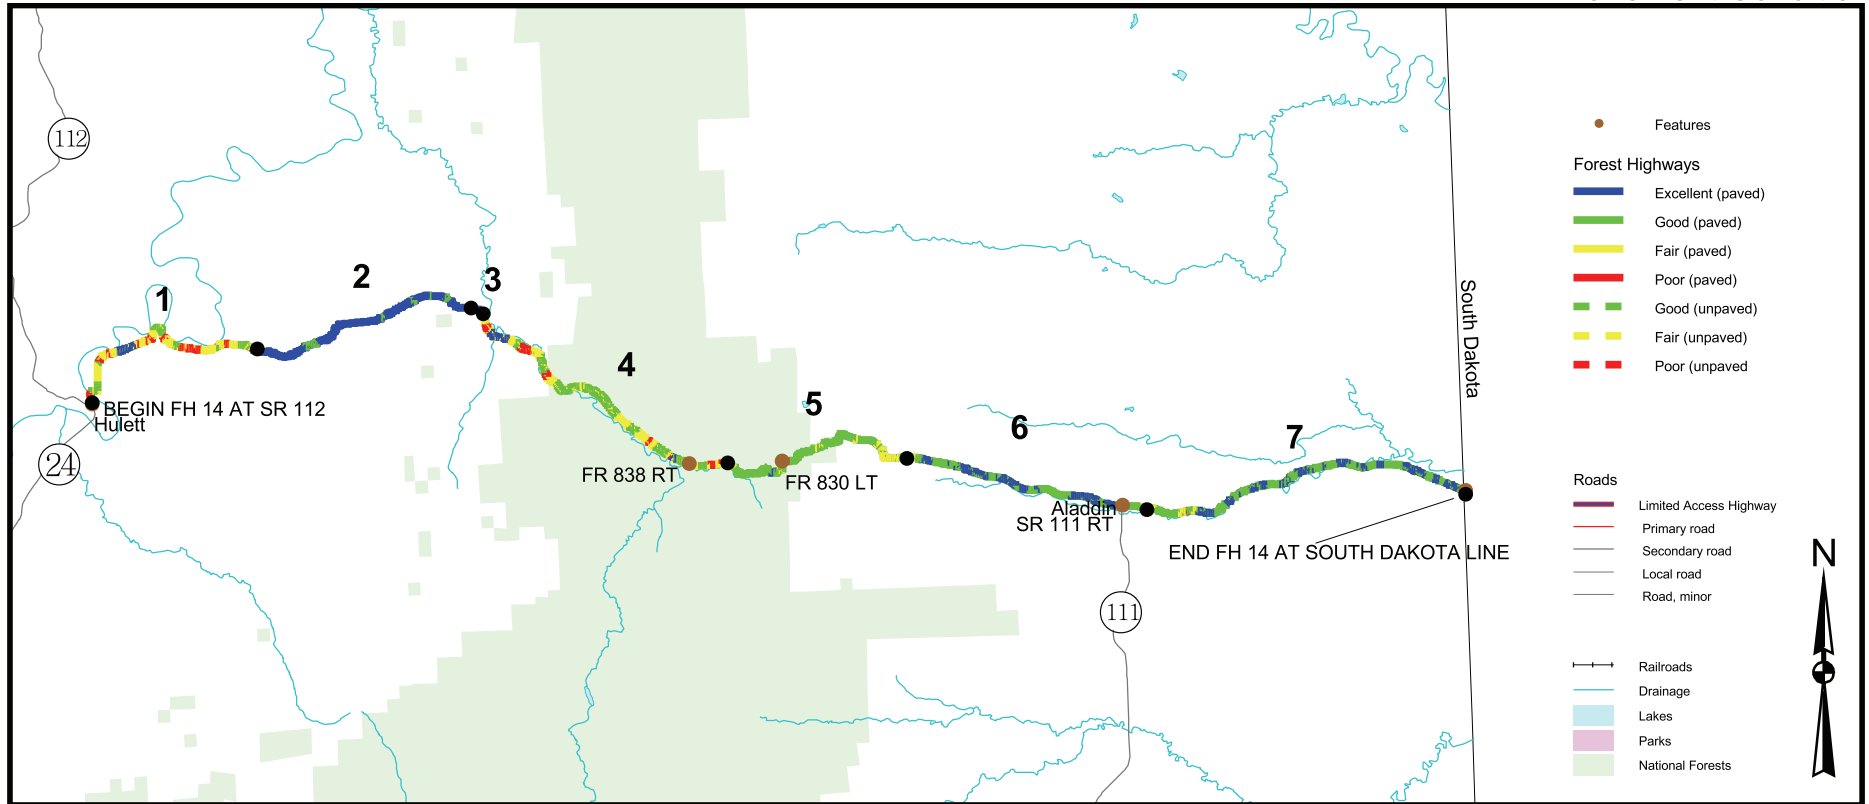 112
1
2
3
4
5
6
7
BEGIN FH 14 AT SR 112
Hulett
24
FR 838 RT
FR 830 LT
Aladdin
SR 111 RT
111
END FH 14 AT SOUTH DAKOTA LINE
South Dakota
Features
Forest Highways
Excellent (paved)
Good (paved)
Fair (paved)
Poor (paved)
Good (unpaved)
Fair (unpaved)
Poor (unpaved
Roads
Limited Access Highway
Primary road
Secondary road
Local road
Road, minor
Railroads
Drainage
Lakes
Parks
National Forests
N